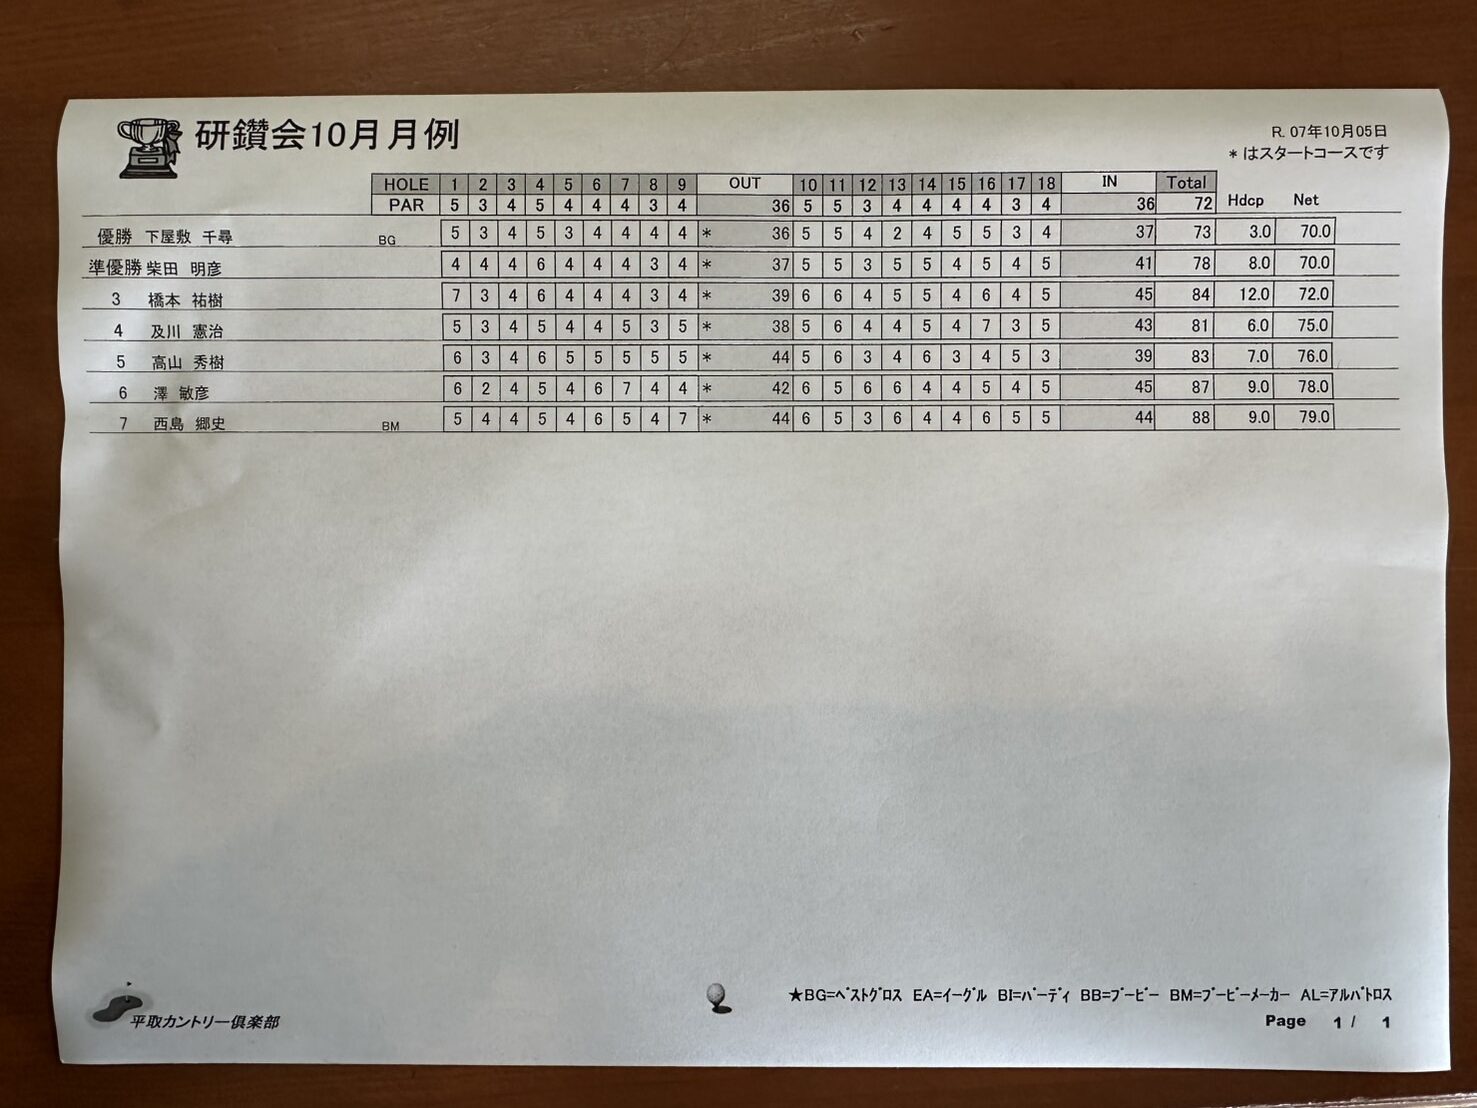 研鑽会10月月例
R. 07年10月05日
* はスタートコースです
HOLE 1 2 3 4 5 6 7 8 9 OUT 10 11 12 13 14 15 16 17 18 IN Total Hdcp Net
PAR 5 3 4 5 4 4 4 3 4 36 5 5 3 4 4 4 4 3 4 36 72
優勝 下屋敷 千尋 BG 5 3 4 5 3 4 4 4 4 * 36 5 5 4 2 4 5 5 3 4 37 73 3.0 70.0
準優勝 柴田 明彦 4 4 4 6 4 4 4 3 4 * 37 5 5 3 5 5 4 5 4 5 41 78 8.0 70.0
3 橋本 祐樹 7 3 4 6 4 4 4 3 4 * 39 6 6 4 5 5 4 6 4 5 45 84 12.0 72.0
4 及川 憲治 5 3 4 5 4 4 5 3 5 * 38 5 6 4 4 5 4 7 3 5 43 81 6.0 75.0
5 高山 秀樹 6 3 4 6 5 5 5 5 5 * 44 5 6 3 4 6 3 4 5 3 39 83 7.0 76.0
6 澤 敏彦 6 2 4 5 4 6 7 4 4 * 42 6 5 6 6 4 4 5 4 5 45 87 9.0 78.0
7 西島 郷史 BM 5 4 4 5 4 6 5 4 7 * 44 6 5 3 6 4 4 6 5 5 44 88 9.0 79.0
平取カントリー倶楽部
★BG=ベストグロス EA=イーグル BI=バーディ BB=ブービー BM=ブービーメーカー AL=アルバトロス
Page 1 / 1